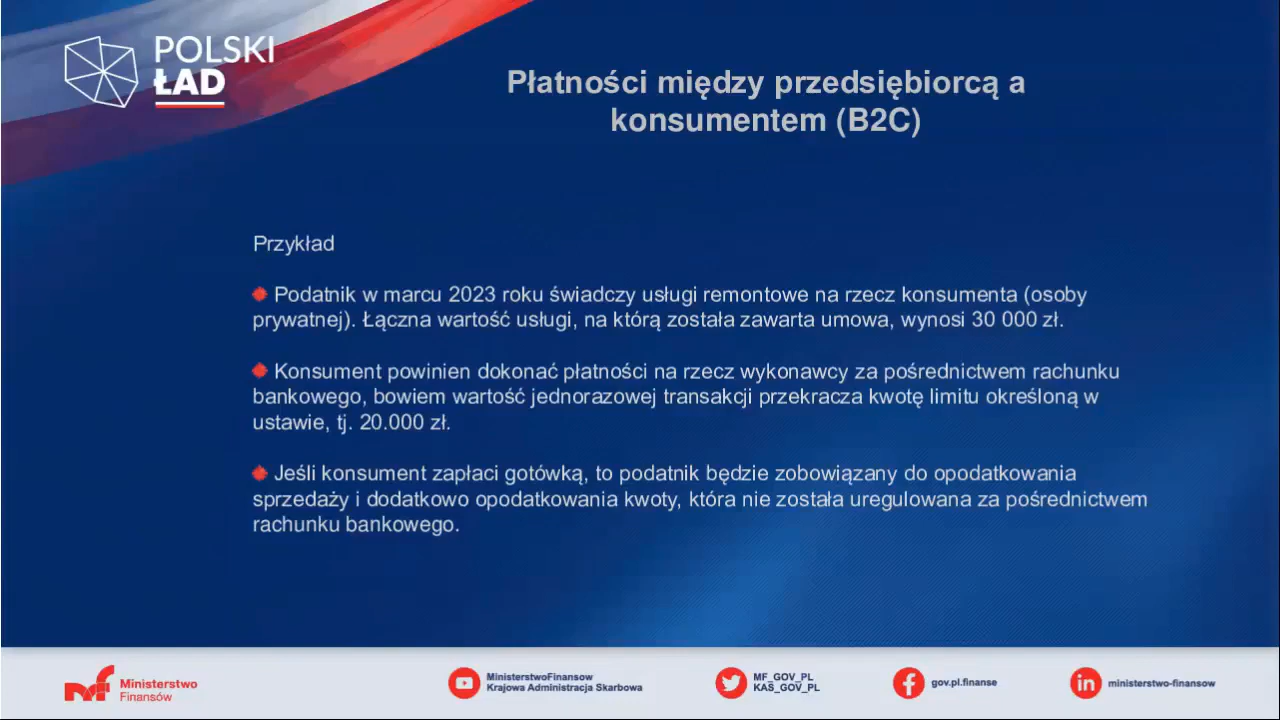 POLSKI
ŁAD
Płatności między przedsiębiorcą a
konsumentem (B2C)
Przykład
Podatnik w marcu 2023 roku świadczy usługi remontowe na rzecz konsumenta (osoby
prywatnej). Łączna wartość usługi, na którą została zawarta umowa, wynosi 30 000 zł.
Konsument powinien dokonać płatności na rzecz wykonawcy za pośrednictwem rachunku
bankowego, bowiem wartość jednorazowej transakcji przekracza kwotę limitu określoną w
ustawie, tj. 20.000 zł.
Jeśli konsument zapłaci gotówką, to podatnik będzie zobowiązany do opodatkowania
sprzedaży i dodatkowo opodatkowania kwoty, która nie została uregulowana za pośrednictwem
rachunku bankowego.
Ministerstwo
Finansów
MinisterstwoFinansow
Krajowa Administracja Skarbowa
MF_GOV_PL
KAS_GOV_PL
gov.pl.finanse
ministerstwo-finansow